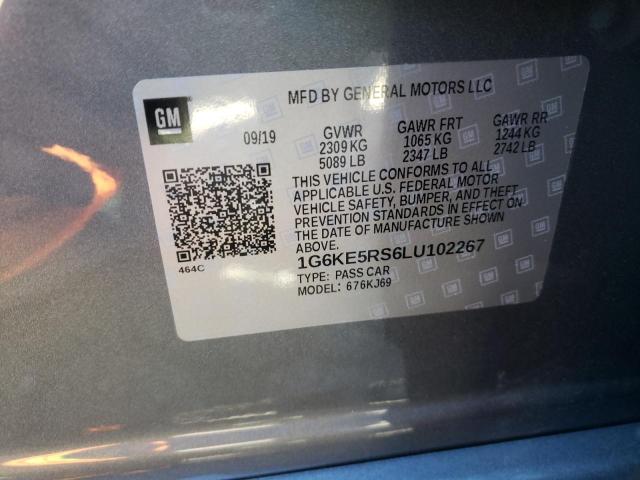 MFD BY GENERAL MOTORS LLC
GM
09/19 GVWR GAWR FRT GAWR RR
2309 KG 1065 KG 1244 KG
5089 LB 2347 LB 2742 LB
THIS VEHICLE CONFORMS TO ALL
APPLICABLE U.S. FEDERAL MOTOR
VEHICLE SAFETY, BUMPER, AND THEFT
PREVENTION STANDARDS IN EFFECT ON
THE DATE OF MANUFACTURE SHOWN
ABOVE.
464C
1G6KE5RS6LU102267
TYPE: PASS CAR
MODEL: 676KJ69